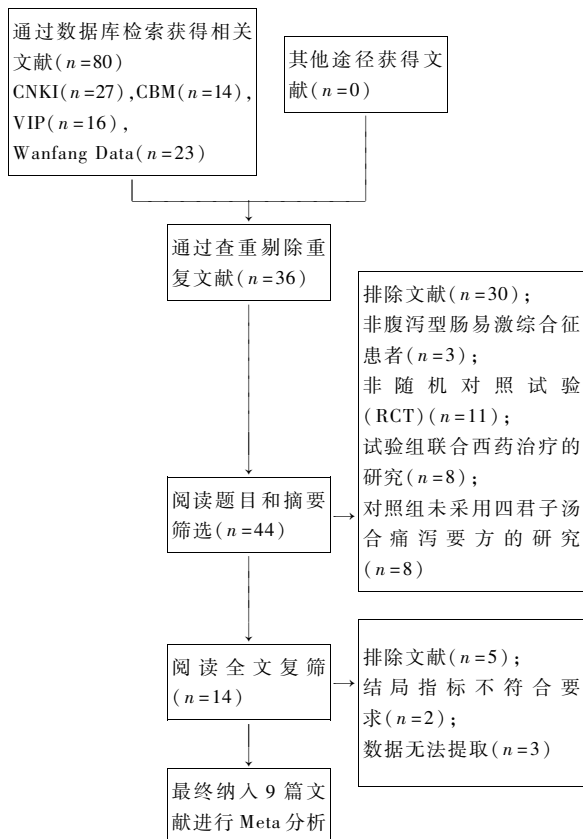 通过数据库检索获得相关
文献(n=80)
CNKI(n=27),CBM(n=14),
VIP(n=16),
Wanfang Data(n=23)
其他途径获得文
献(n=0)
通过查重剔除重
复文献(n=36)
排除文献(n=30);
非腹泻型肠易激综合征
患者(n=3);
非随机对照试验
(RCT)(n=11);
试验组联合西药治疗的
研究(n=8);
对照组未采用四君子汤
合痛泻要方的研究
(n=8)
阅读题目和摘要
筛选(n=44)
阅读全文复筛
(n=14)
排除文献(n=5);
结局指标不符合要
求(n=2);
数据无法提取(n=3)
最终纳入 9 篇文
献进行 Meta 分析